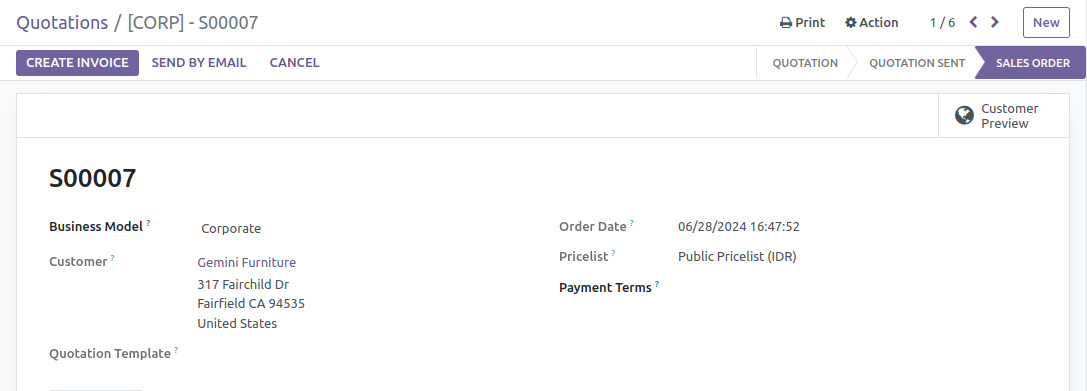 Quotations / [CORP] - S00007
Print
Action
1 / 6
New
CREATE INVOICE
SEND BY EMAIL
CANCEL
QUOTATION
QUOTATION SENT
SALES ORDER
Customer
Preview
S00007
Business Model ?
Corporate
Customer ?
Gemini Furniture
317 Fairchild Dr
Fairfield CA 94535
United States
Quotation Template ?
Order Date ?
06/28/2024 16:47:52
Pricelist ?
Public Pricelist (IDR)
Payment Terms ?